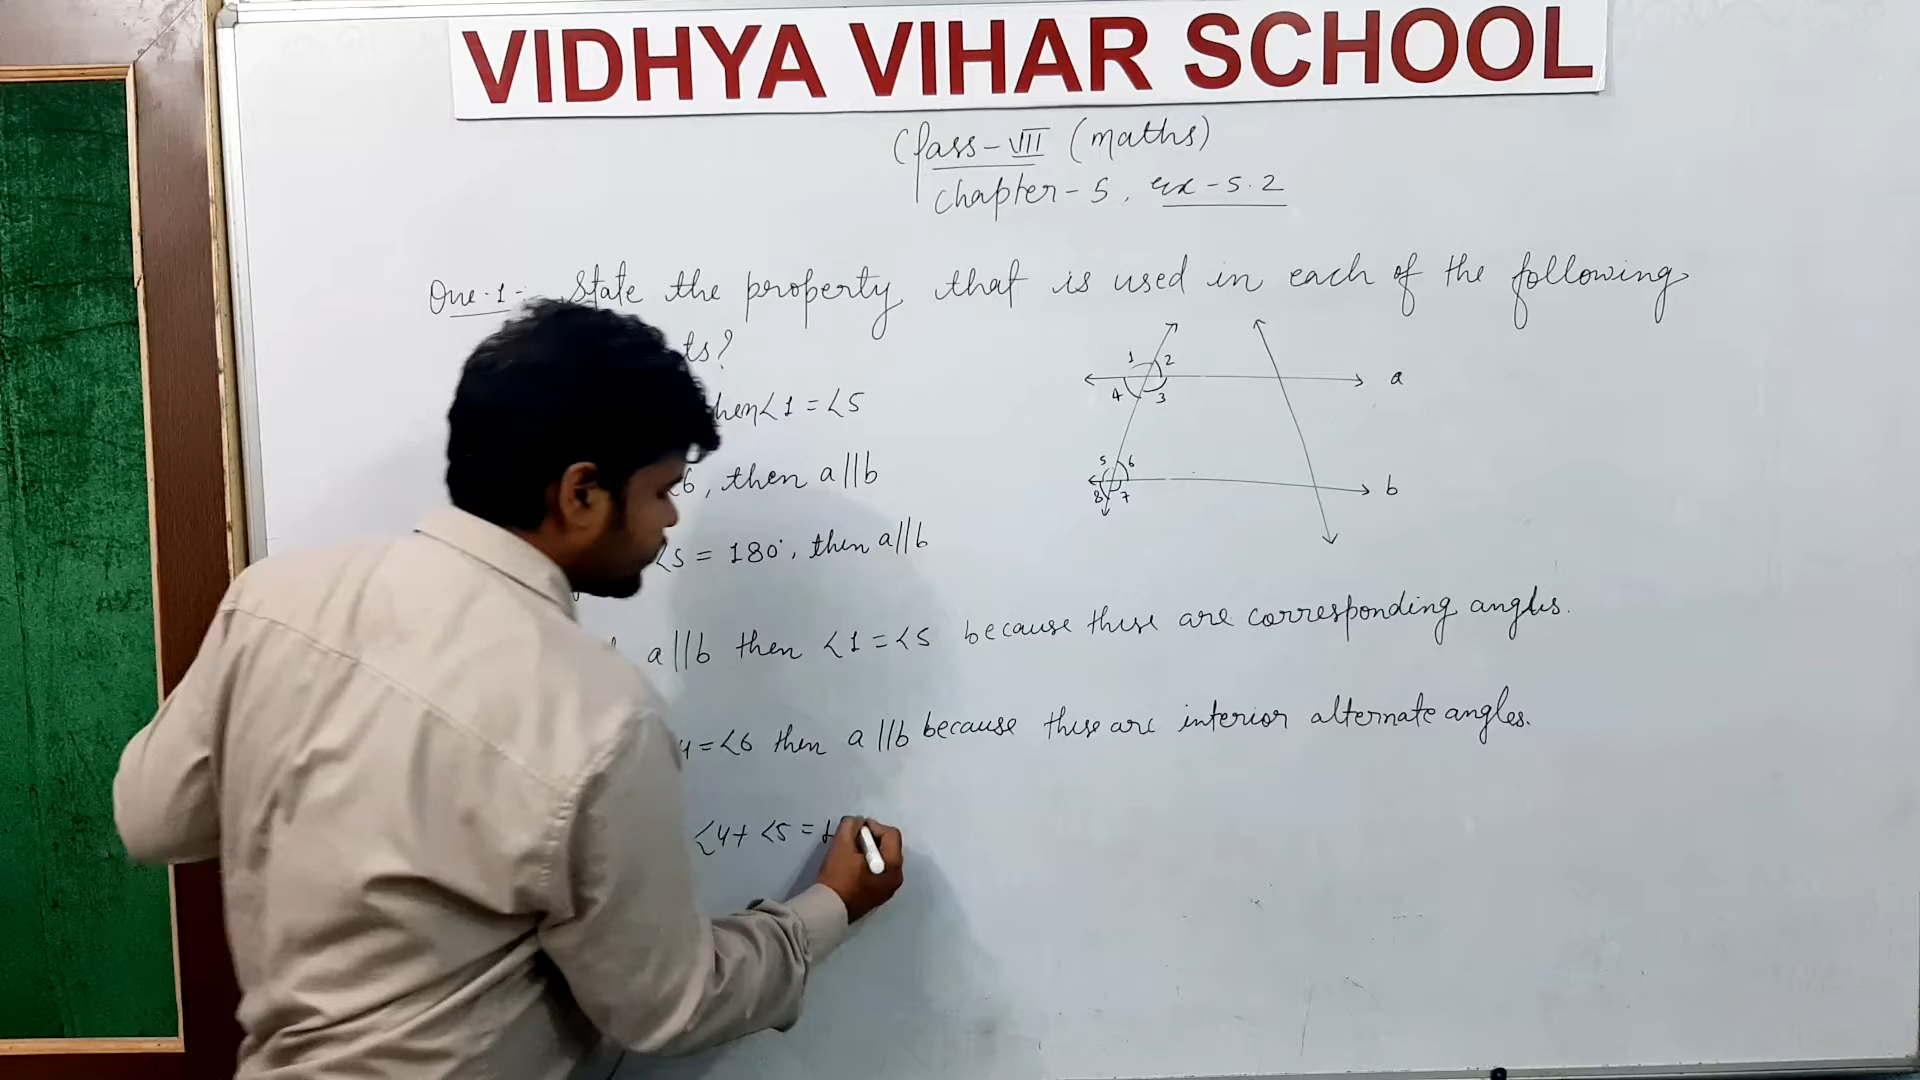 VIDHYA VIHAR SCHOOL
Class-VII (maths)
chapter-5, ex-5.2
Que.1:- State the property that is used in each of the following
ts?
then ∠1 = ∠5
∠6, then a||b
∠5 = 180°, then a||b
1 2
4 3
a
5 6
8 7
b
a||b then ∠1 = ∠5 because these are corresponding angles.
4 = ∠6 then a||b because these are interior alternate angles.
∠4 + ∠5 = 1